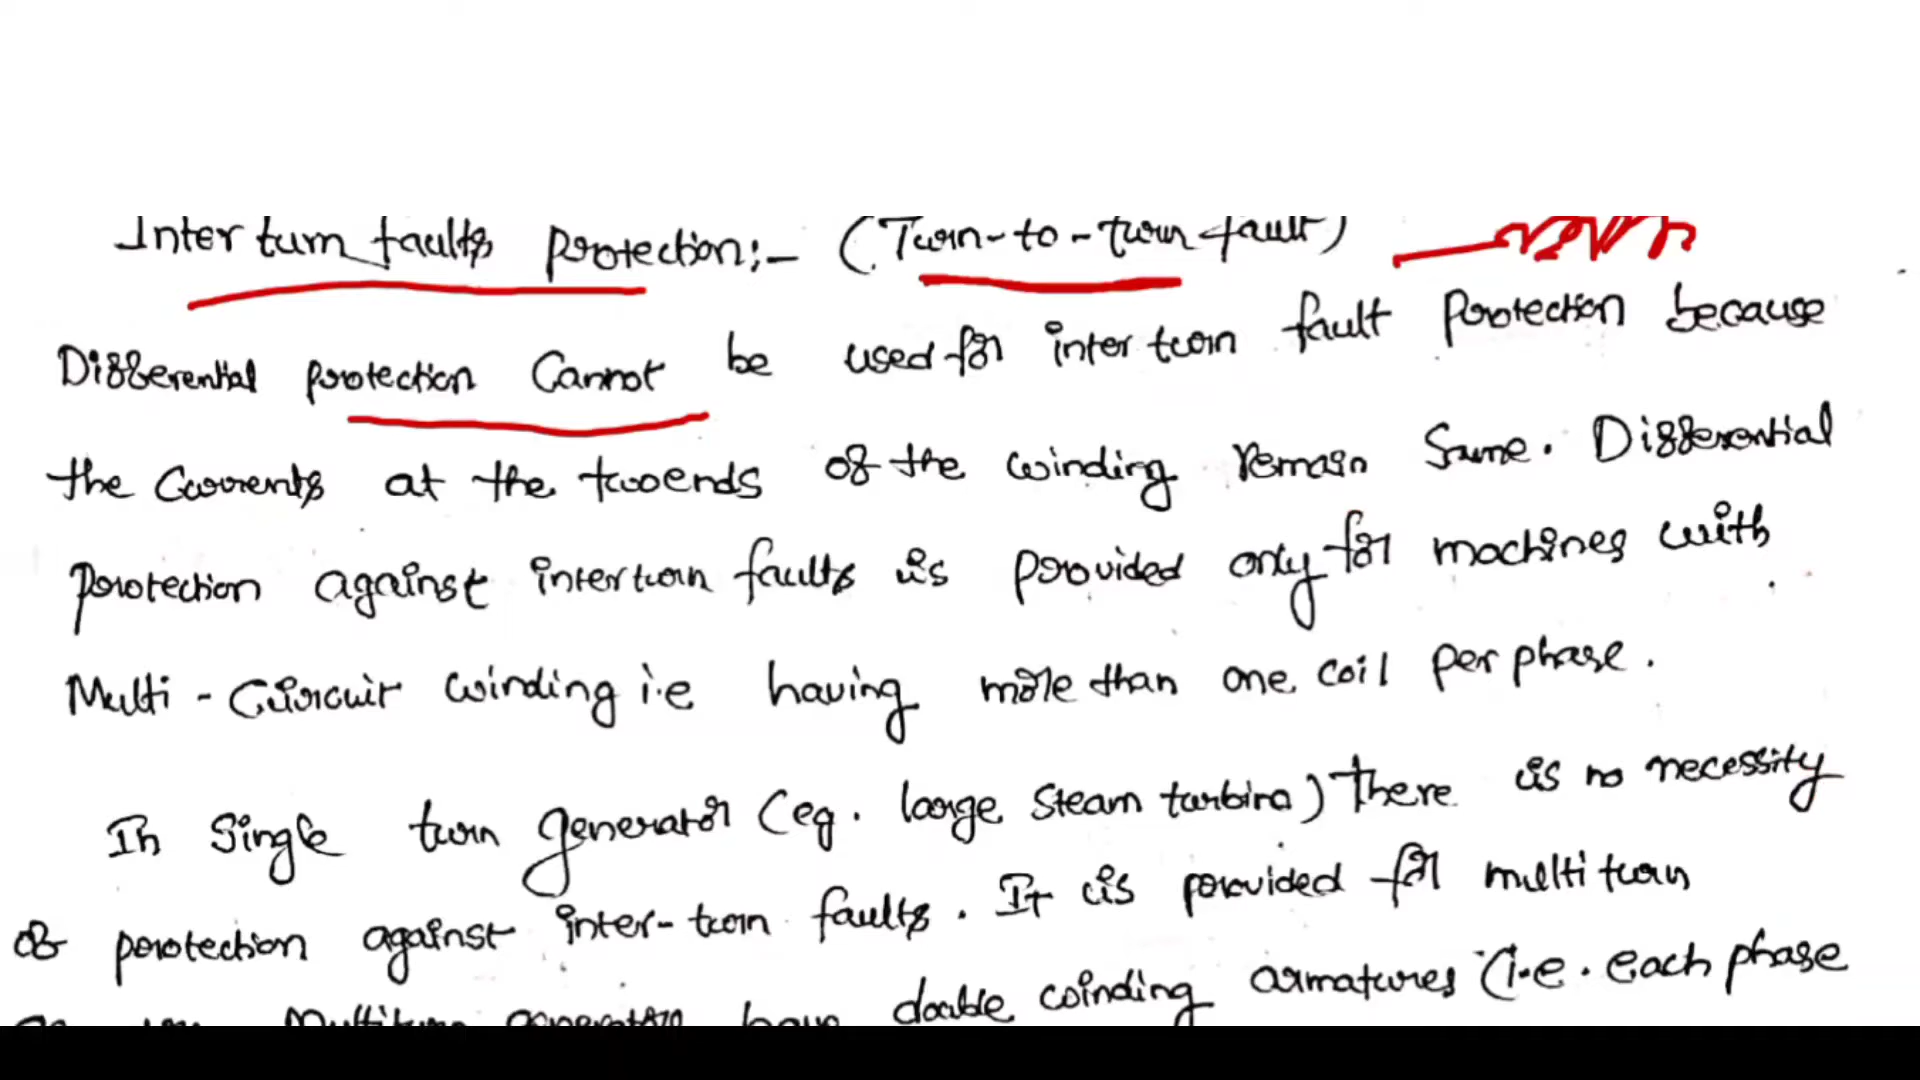 Inter turn faults protection:- (Turn-to-turn fault)
Differential protection Cannot be used for inter turn fault protection because
the Currents at the two ends of the winding remain Same. Differential
protection against interturn faults is provided only for machines with
Multi-Circuit winding i.e having more than one coil per phase.
In Single turn generator (eg. large steam turbine) There is no necessity
of protection against inter-turn faults. It is provided for multi turn
Multiturn generators have double winding armatures (i.e. each phase